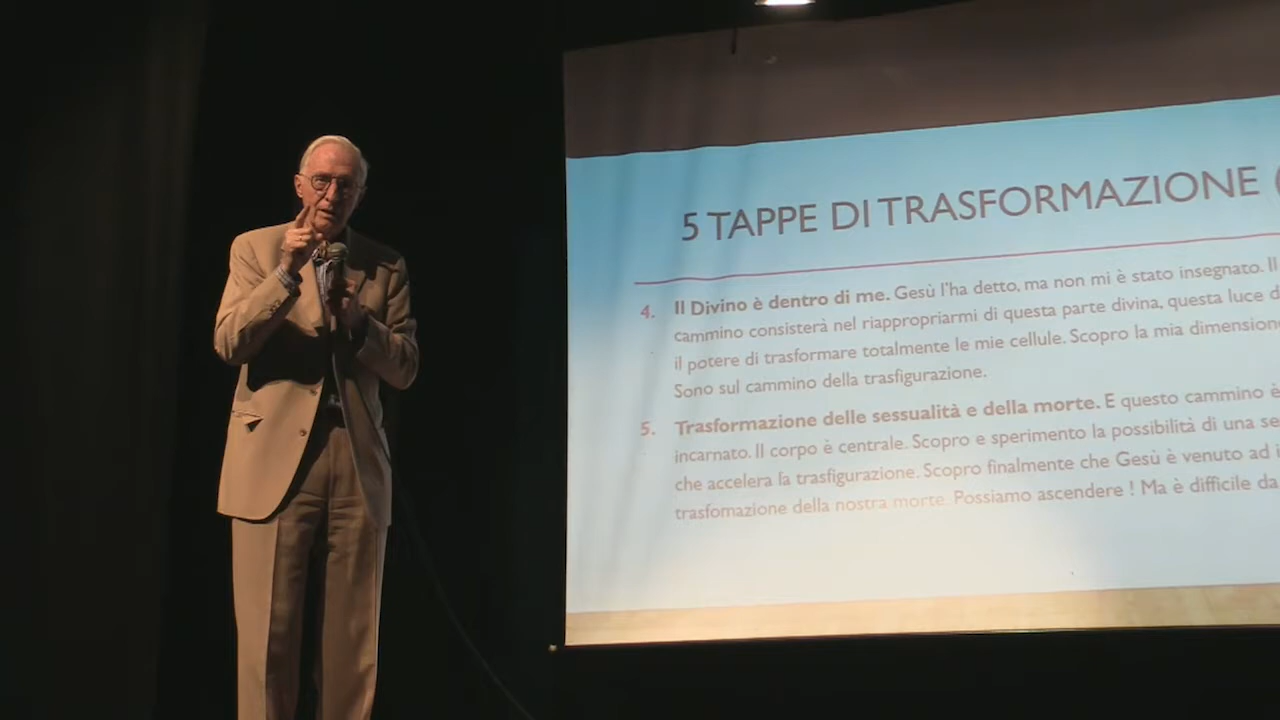 5 TAPPE DI TRASFORMAZIONE (
4. Il Divino è dentro di me. Gesù l'ha detto, ma non mi è stato insegnato. Il
cammino consisterà nel riappropriarmi di questa parte divina, questa luce d
il potere di trasformare totalmente le mie cellule. Scopro la mia dimension
Sono sul cammino della trasfigurazione.
5. Trasformazione delle sessualità e della morte. E questo cammino è
incarnato. Il corpo è centrale. Scopro e sperimento la possibilità di una se
che accelera la trasfigurazione. Scopro finalmente che Gesù è venuto ad i
trasfomazione della nostra morte. Possiamo ascendere ! Ma è difficile da